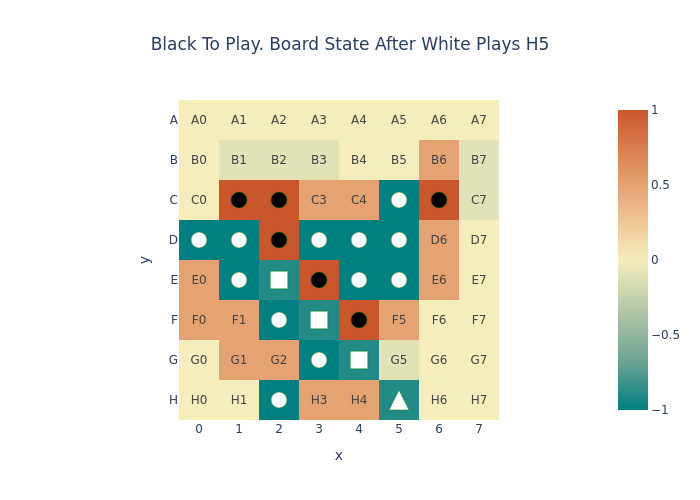 Black To Play. Board State After White Plays H5
A A0 A1 A2 A3 A4 A5 A6 A7
B B0 B1 B2 B3 B4 B5 B6 B7
C C0 C3 C4 C7
D D6 D7
E E0 E6 E7
F F0 F1 F5 F6 F7
G G0 G1 G2 G5 G6 G7
H H0 H1 H3 H4 H6 H7
0 1 2 3 4 5 6 7
x
y
1
0.5
0
−0.5
−1